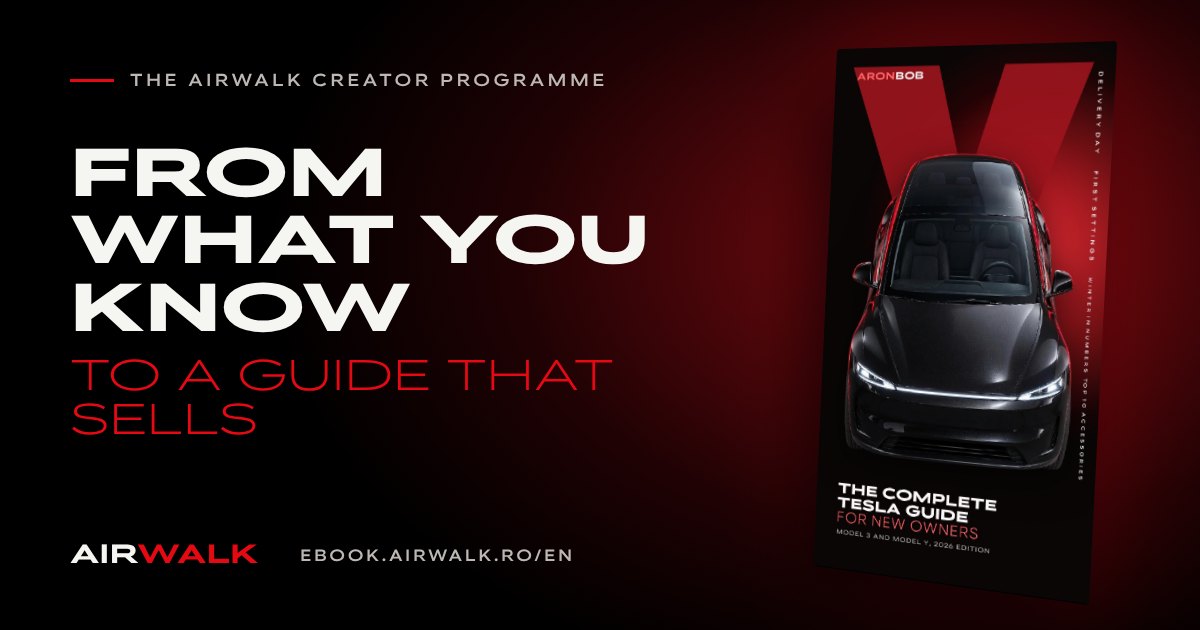 THE AIRWALK CREATOR PROGRAMME
FROM
WHAT YOU
KNOW
TO A GUIDE THAT
SELLS
AIRWALK
EBOOK.AIRWALK.RO/EN
ARONBOB
DELIVERY DAY
FIRST SETTINGS
WINTER IN NUMBERS
TOP 10 ACCESSORIES
THE COMPLETE
TESLA GUIDE
FOR NEW OWNERS
MODEL 3 AND MODEL Y, 2026 EDITION